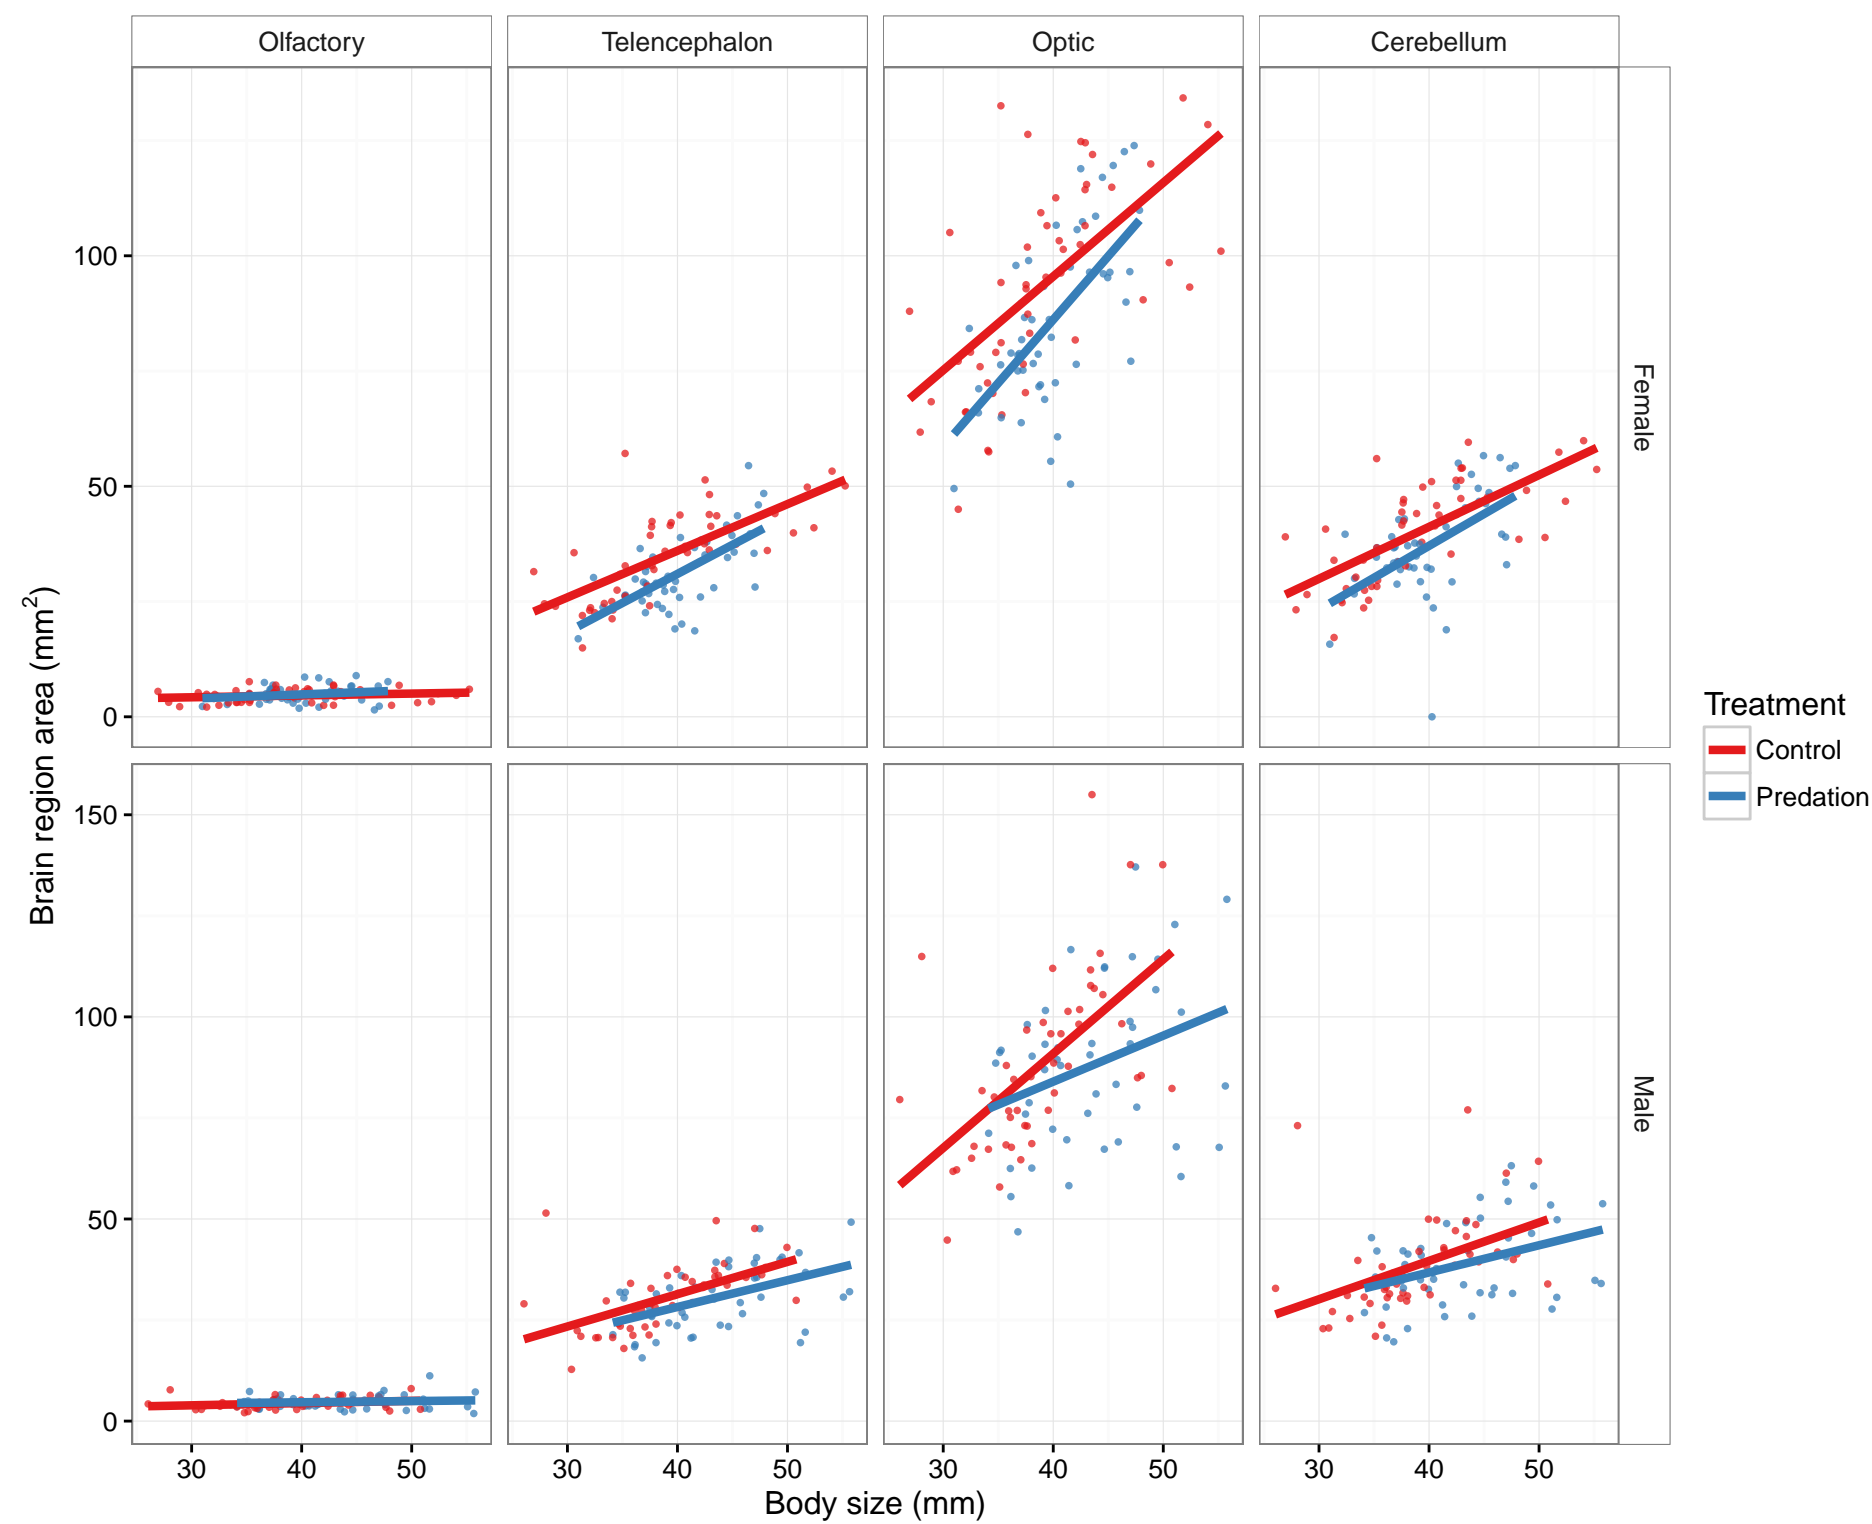 Olfactory Telencephalon Optic Cerebellum
100
50
0
Female
150
100
50
0
Male
Brain region area (mm²)
30 40 50 30 40 50 30 40 50 30 40 50
Body size (mm)
Treatment
Control
Predation